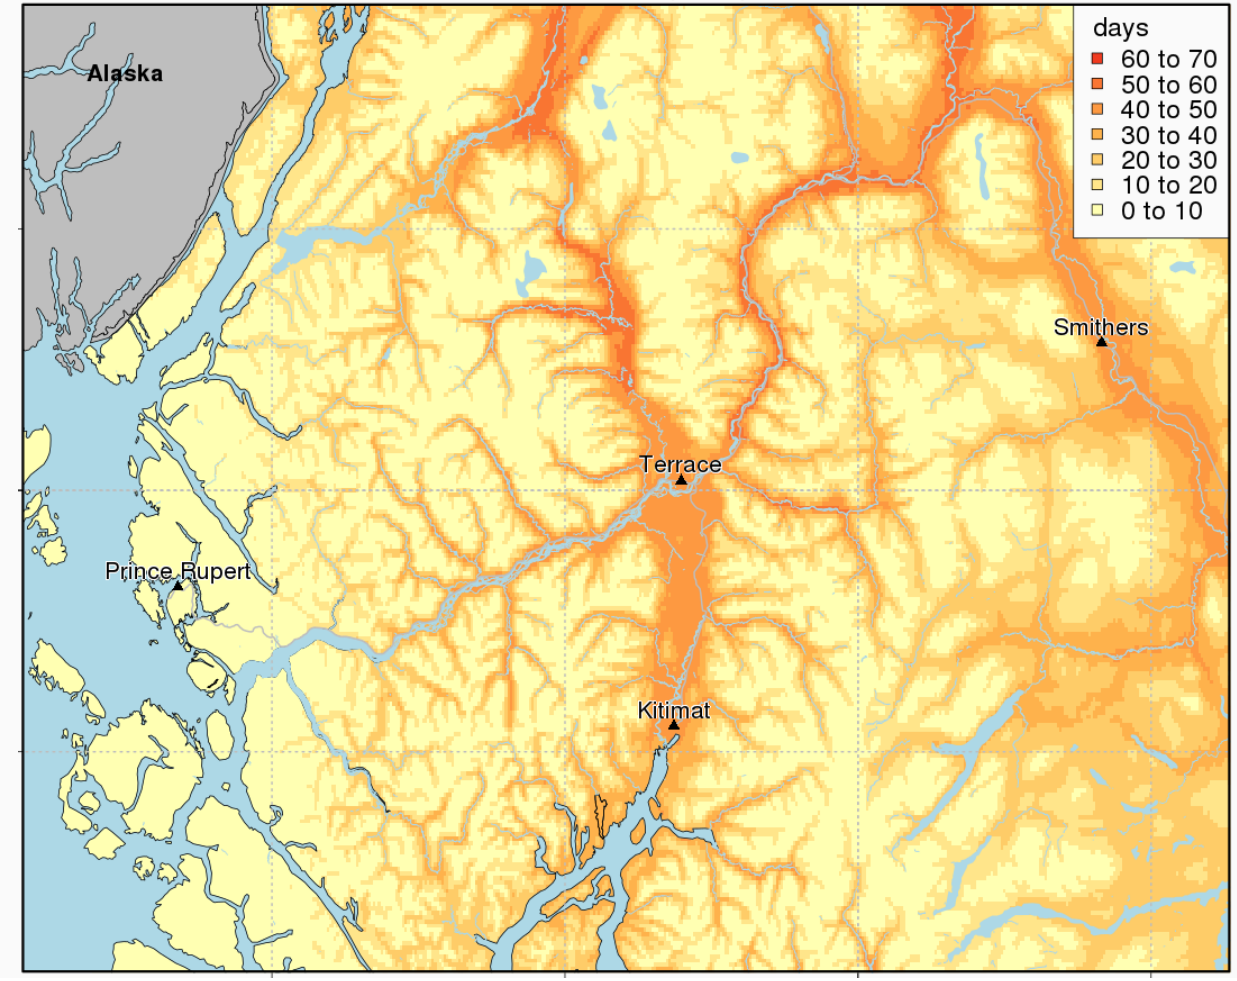 Alaska
days
60 to 70
50 to 60
40 to 50
30 to 40
20 to 30
10 to 20
0 to 10
Smithers
Terrace
Prince Rupert
Kitimat